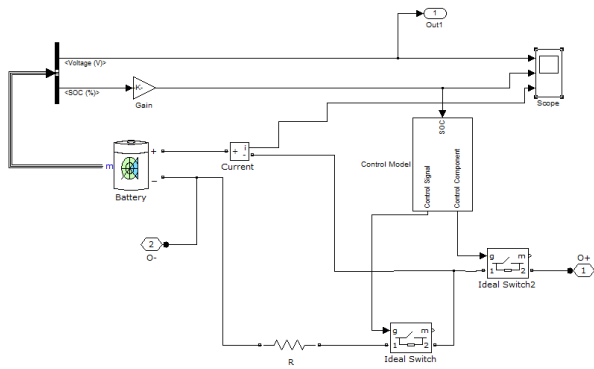 1
Out1
<Voltage (V)>
<SOC (%)>
K-
Gain
Scope
SOC
Control Model
Control Signal
Control Component
m
+
−
Battery
+
i
-
Current
2
O-
g
m
1
2
Ideal Switch2
O+
1
g
m
1
2
Ideal Switch
R